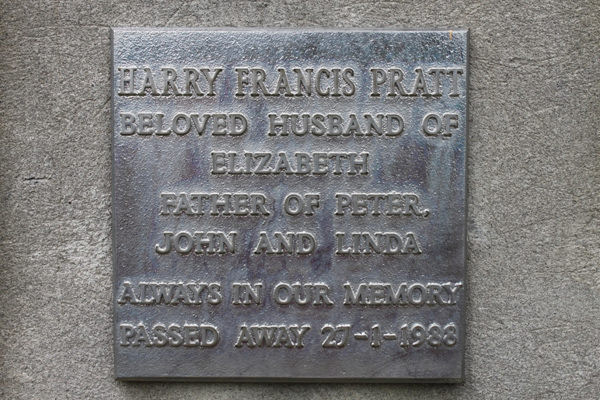 HARRY FRANCIS PRATT
BELOVED HUSBAND OF
ELIZABETH
FATHER OF PETER,
JOHN AND LINDA
ALWAYS IN OUR MEMORY
PASSED AWAY 27-1-1988